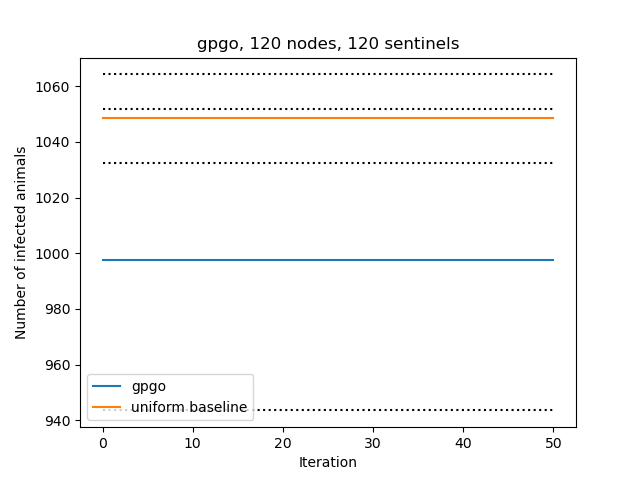 gpgo, 120 nodes, 120 sentinels
1060
1040
1020
1000
980
960
940
Number of infected animals
gpgo
uniform baseline
0 10 20 30 40 50
Iteration